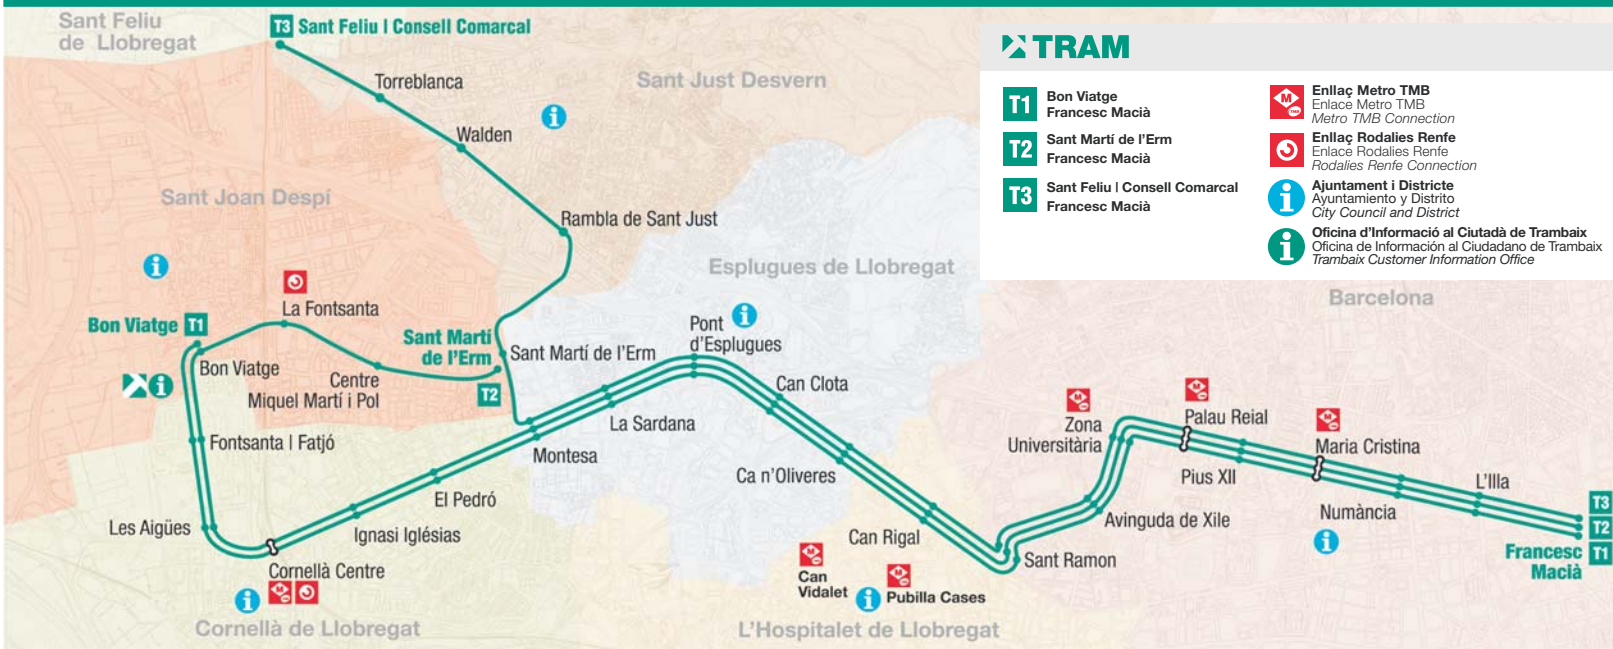 Sant Feliu
de Llobregat
T3 Sant Feliu | Consell Comarcal
Torreblanca
Sant Just Desvern
Walden
Sant Joan Despí
Rambla de Sant Just
Esplugues de Llobregat
La Fontsanta
Bon Viatge T1
Bon Viatge
Centre
Miquel Martí i Pol
Sant Martí
de l'Erm
T2
Sant Martí de l'Erm
Pont
d'Esplugues
Can Clota
La Sardana
Fontsanta | Fatjó
Montesa
El Pedró
Ca n'Oliveres
Les Aigües
Ignasi Iglésias
Can Rigal
Cornellà Centre
Cornellà de Llobregat
Can
Vidalet
Pubilla Cases
L'Hospitalet de Llobregat
Sant Ramon
Avinguda de Xile
Zona
Universitària
Palau Reial
Pius XII
Maria Cristina
Numància
L'Illa
T3
T2
T1
Francesc
Macià
Barcelona
TRAM
T1 Bon Viatge
Francesc Macià
T2 Sant Martí de l'Erm
Francesc Macià
T3 Sant Feliu | Consell Comarcal
Francesc Macià
Enllaç Metro TMB
Enlace Metro TMB
Metro TMB Connection
Enllaç Rodalies Renfe
Enlace Rodalies Renfe
Rodalies Renfe Connection
Ajuntament i Districte
Ayuntamiento y Distrito
City Council and District
Oficina d'Informació al Ciutadà de Trambaix
Oficina de Información al Ciudadano de Trambaix
Trambaix Customer Information Office